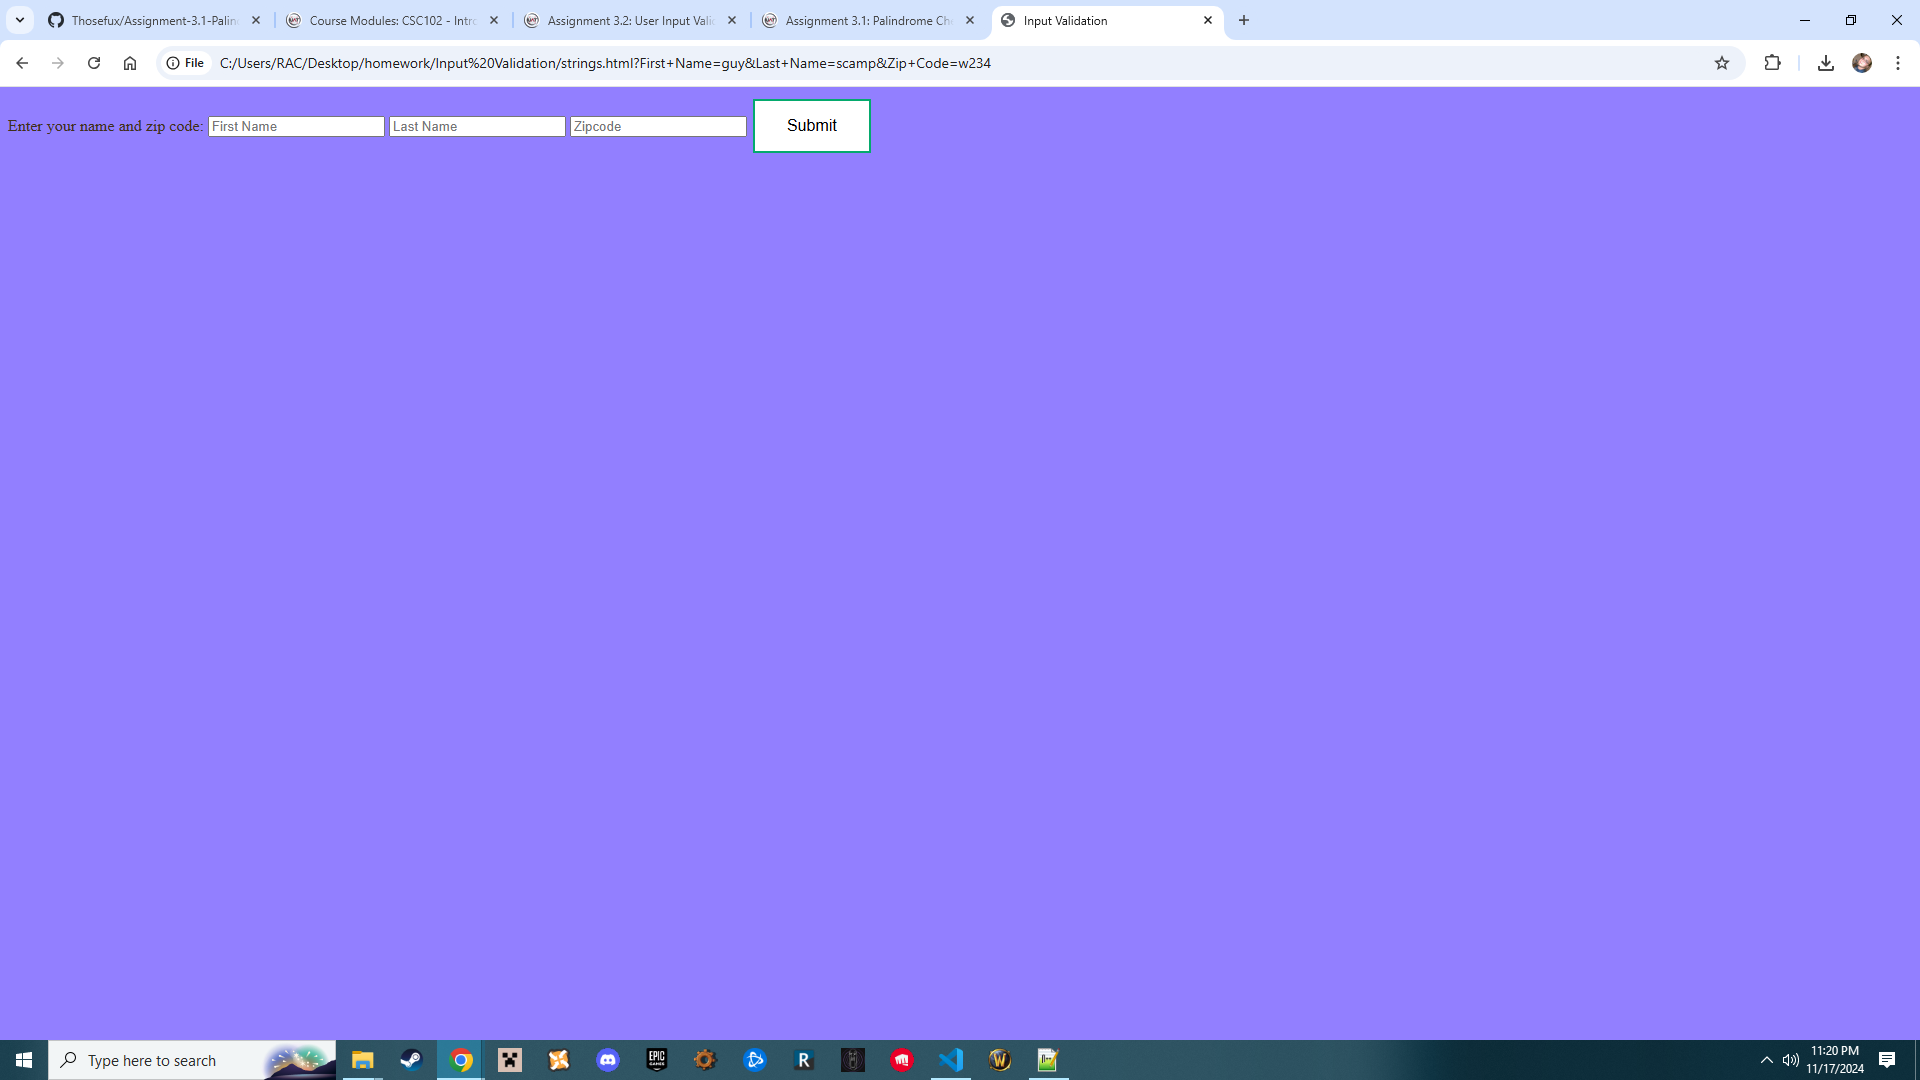 Thosefux/Assignment-3.1-Palin
Course Modules: CSC102 - Intro
Assignment 3.2: User Input Valid
Assignment 3.1: Palindrome Che
Input Validation
File
C:/Users/RAC/Desktop/homework/Input%20Validation/strings.html?First+Name=guy&Last+Name=scamp&Zip+Code=w234
Enter your name and zip code:
First Name
Last Name
Zipcode
Submit
Type here to search
EPIC
GAMES
R
W
11:20 PM
11/17/2024